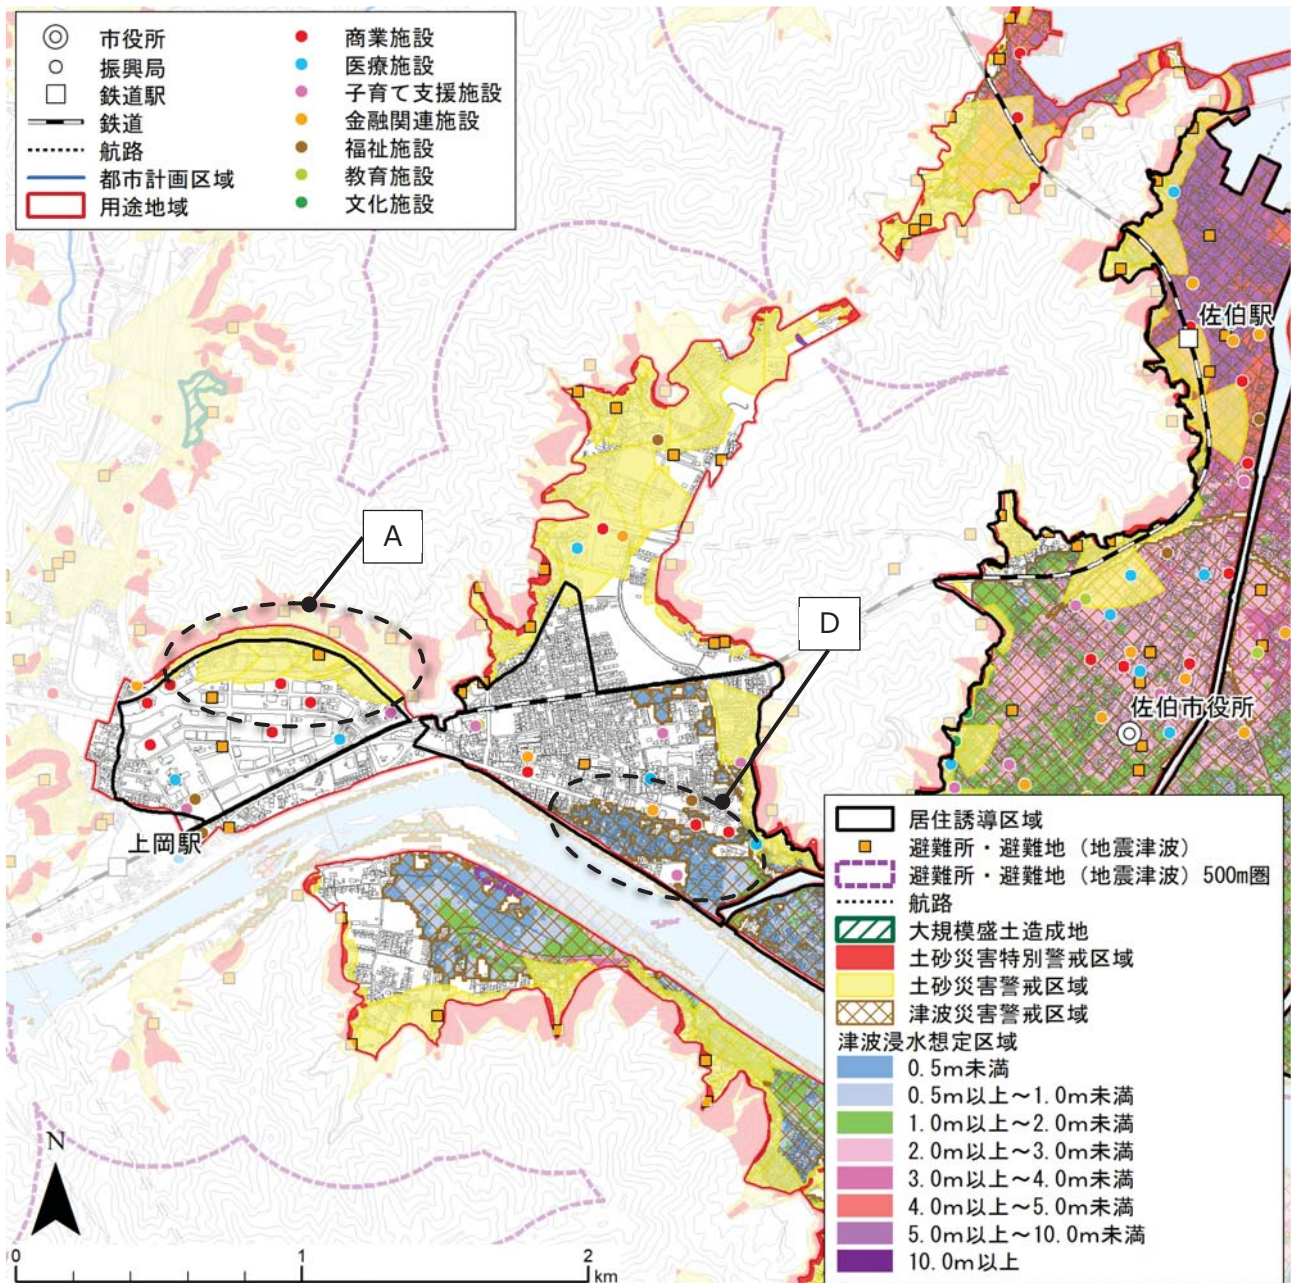 市役所
振興局
鉄道駅
鉄道
航路
都市計画区域
用途地域
商業施設
医療施設
子育て支援施設
金融関連施設
福祉施設
教育施設
文化施設
佐伯駅
A
D
佐伯市役所
上岡駅
居住誘導区域
避難所・避難地（地震津波）
避難所・避難地（地震津波）500m圏
航路
大規模盛土造成地
土砂災害特別警戒区域
土砂災害警戒区域
津波災害警戒区域
津波浸水想定区域
0.5m未満
0.5m以上～1.0m未満
1.0m以上～2.0m未満
2.0m以上～3.0m未満
3.0m以上～4.0m未満
4.0m以上～5.0m未満
5.0m以上～10.0m未満
10.0m以上
N
0 1 2
km